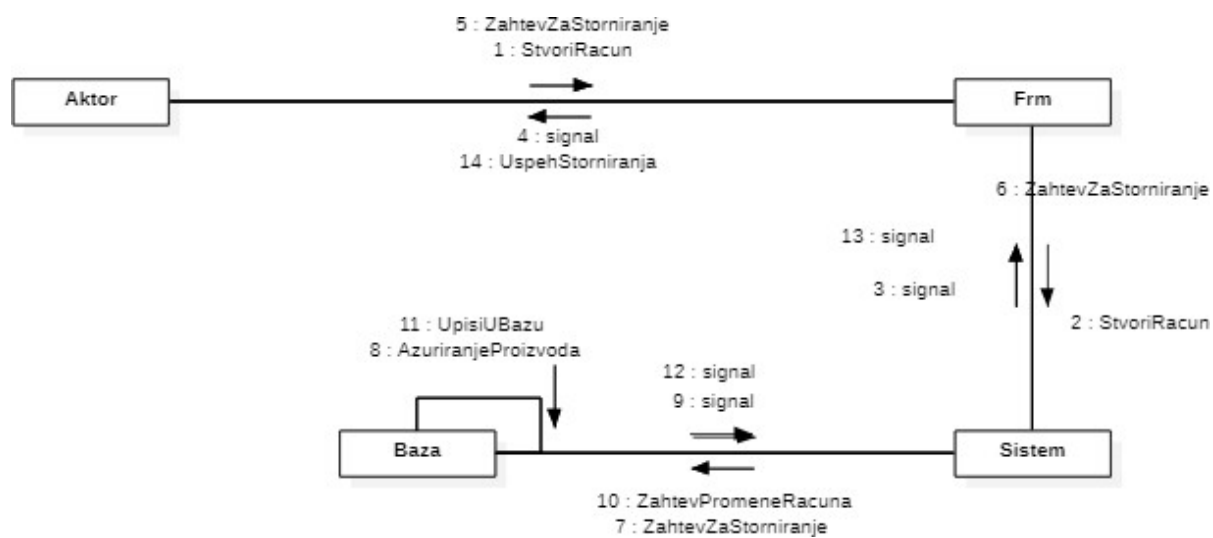 5 : ZahtevZaStorniranje
1 : StvoriRacun
Aktor
Frm
4 : signal
14 : UspehStorniranja
6 : ZahtevZaStorniranje
13 : signal
3 : signal
2 : StvoriRacun
11 : UpisiUBazu
8 : AzuriranjeProizvoda
12 : signal
9 : signal
Baza
Sistem
10 : ZahtevPromeneRacuna
7 : ZahtevZaStorniranje